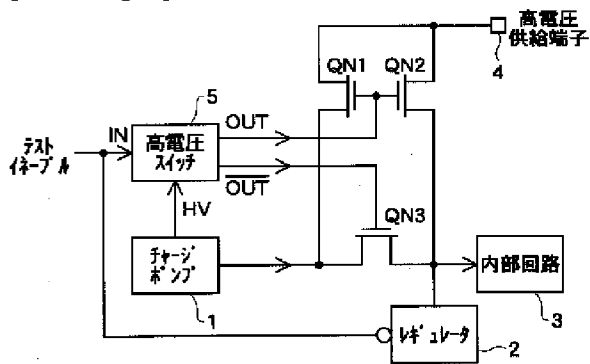 高電圧
供給端子
4
QN1
QN2
5
OUT
テスト
イネーブル
IN
高電圧
スイッチ
OUT
HV
QN3
チャージ
ポンプ
内部回路
1
3
レギュレータ
2